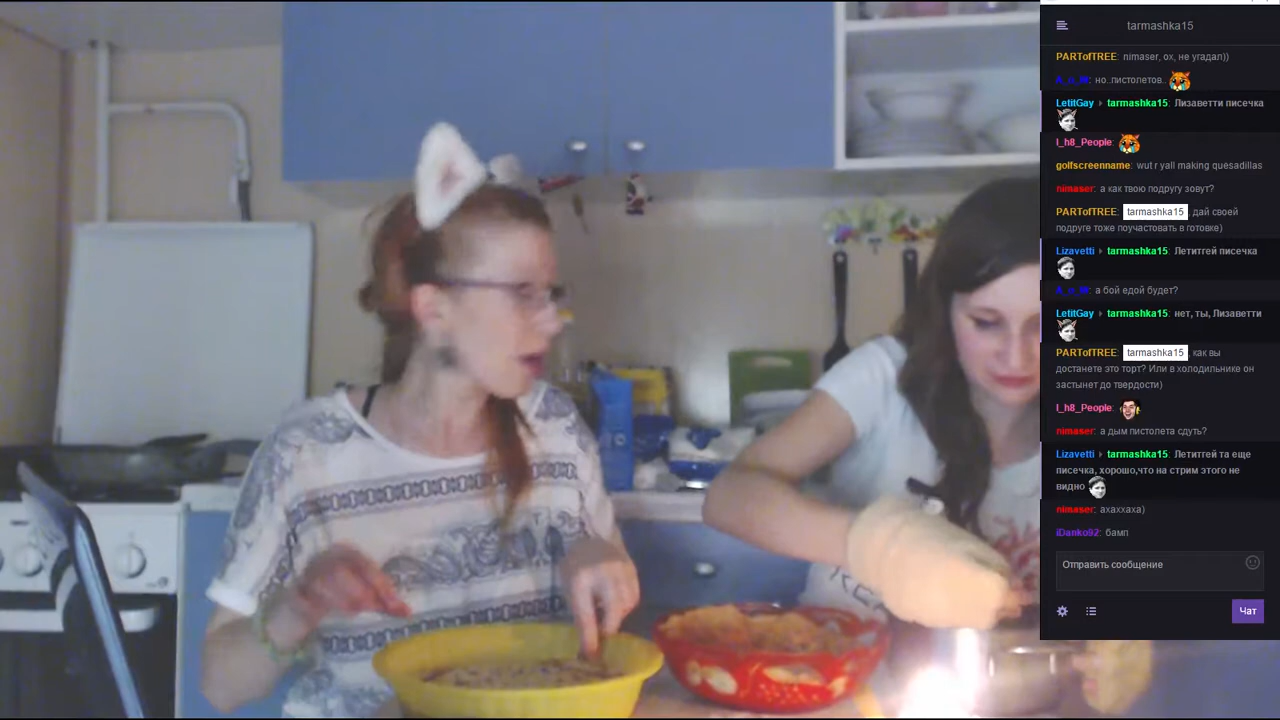 tarmashka15
PARTofTREE: nimaser, ох, не угадал))
но..пистолетов..
LetitGay tarmashka15: Лизаветти писечка
I_h8_People:
golfscreenname: wut r yall making quesadillas
nimaser: а как твою подругу зовут?
PARTofTREE: tarmashka15 дай своей
подруге тоже поучаствовать в готовке)
Lizavetti tarmashka15: Летитгей писечка
а бой едой будет?
LetitGay tarmashka15: нет, ты, Лизаветти
PARTofTREE: tarmashka15 как вы
достанете это торт? Или в холодильнике он
застынет до твердости)
I_h8_People:
nimaser: а дым пистолета сдуть?
Lizavetti tarmashka15: Летитгей та еще
писечка, хорошо,что на стрим этого не
видно
nimaser: ахаххаха)
iDanko92: бамп
Отправить сообщение
Чат